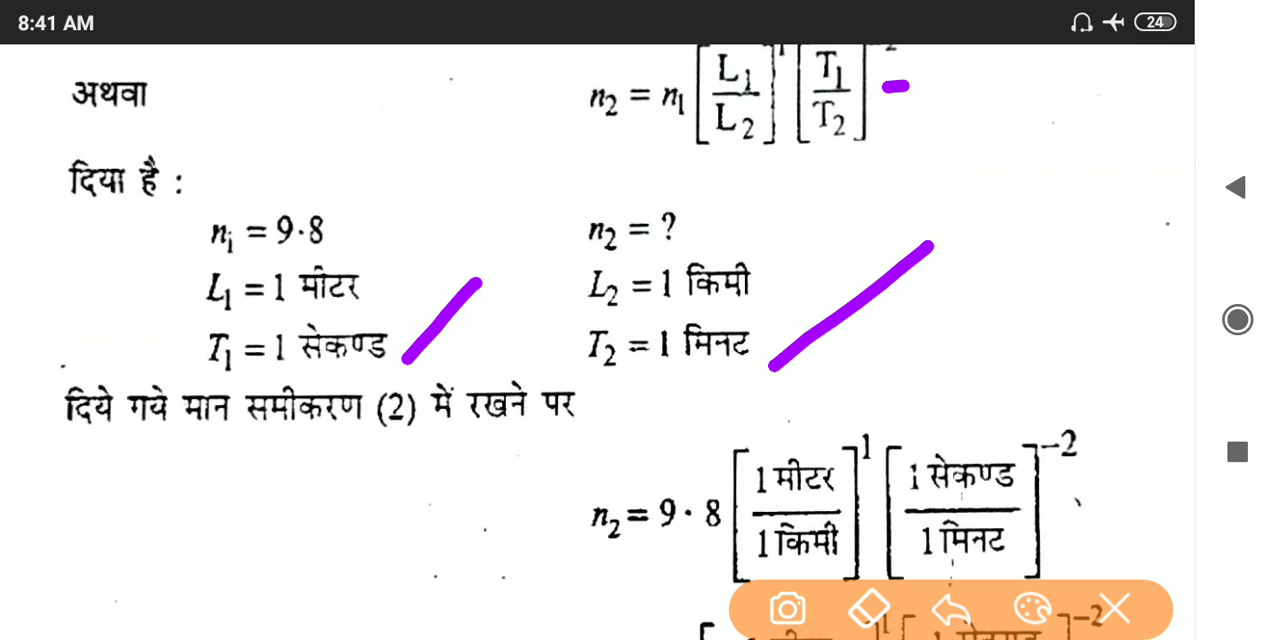 8:41 AM
24
अथवा n₂ = n₁ [L₁/L₂]¹ [T₁/T₂]⁻²
दिया है :
n₁ = 9·8 n₂ = ?
L₁ = 1 मीटर L₂ = 1 किमी
T₁ = 1 सेकण्ड T₂ = 1 मिनट
दिये गये मान समीकरण (2) में रखने पर
n₂ = 9·8 [1 मीटर/1 किमी]¹ [1 सेकण्ड/1 मिनट]⁻²